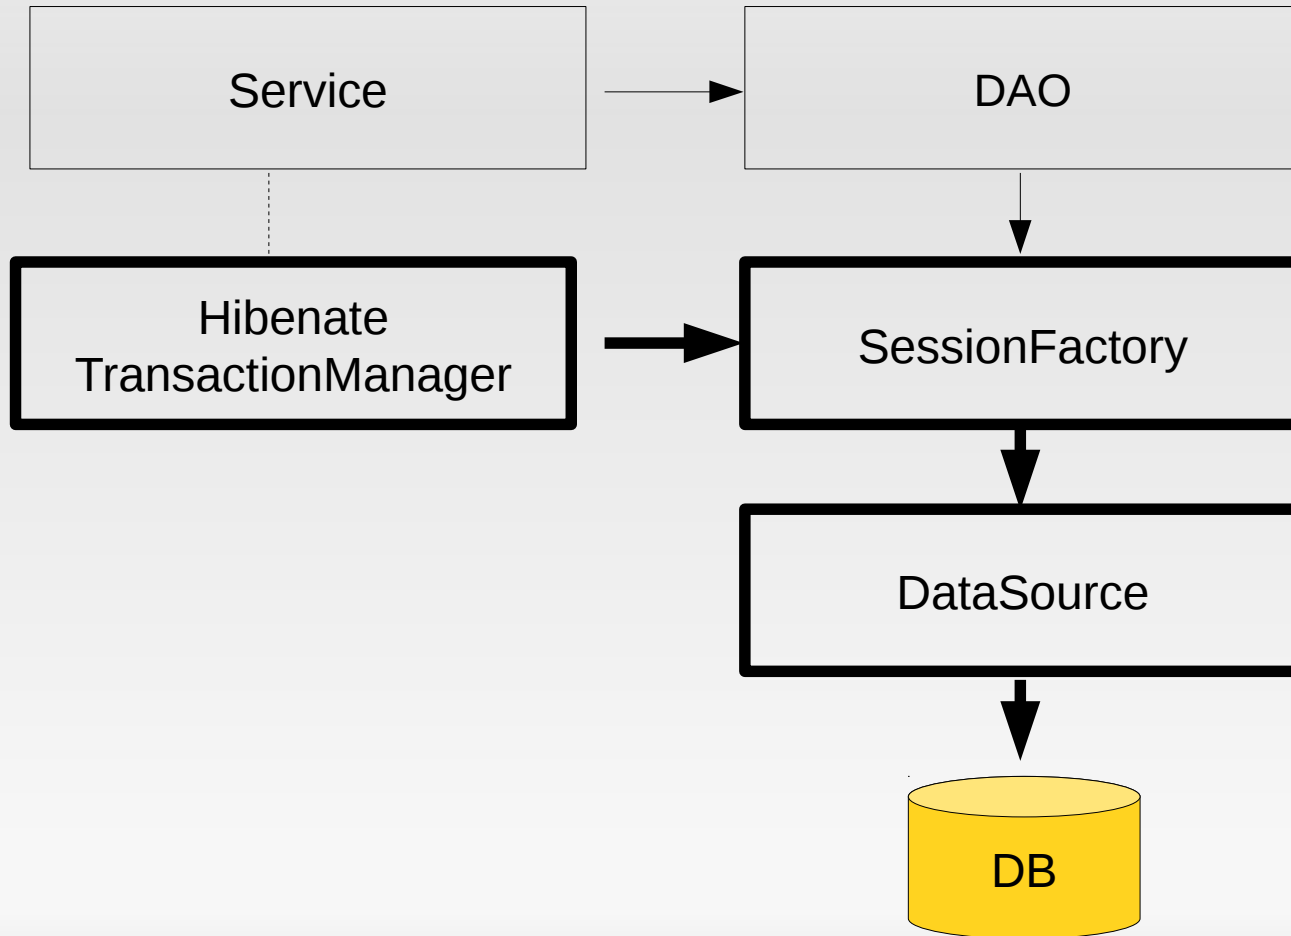 Service
DAO
Hibenate
TransactionManager
SessionFactory
DataSource
DB